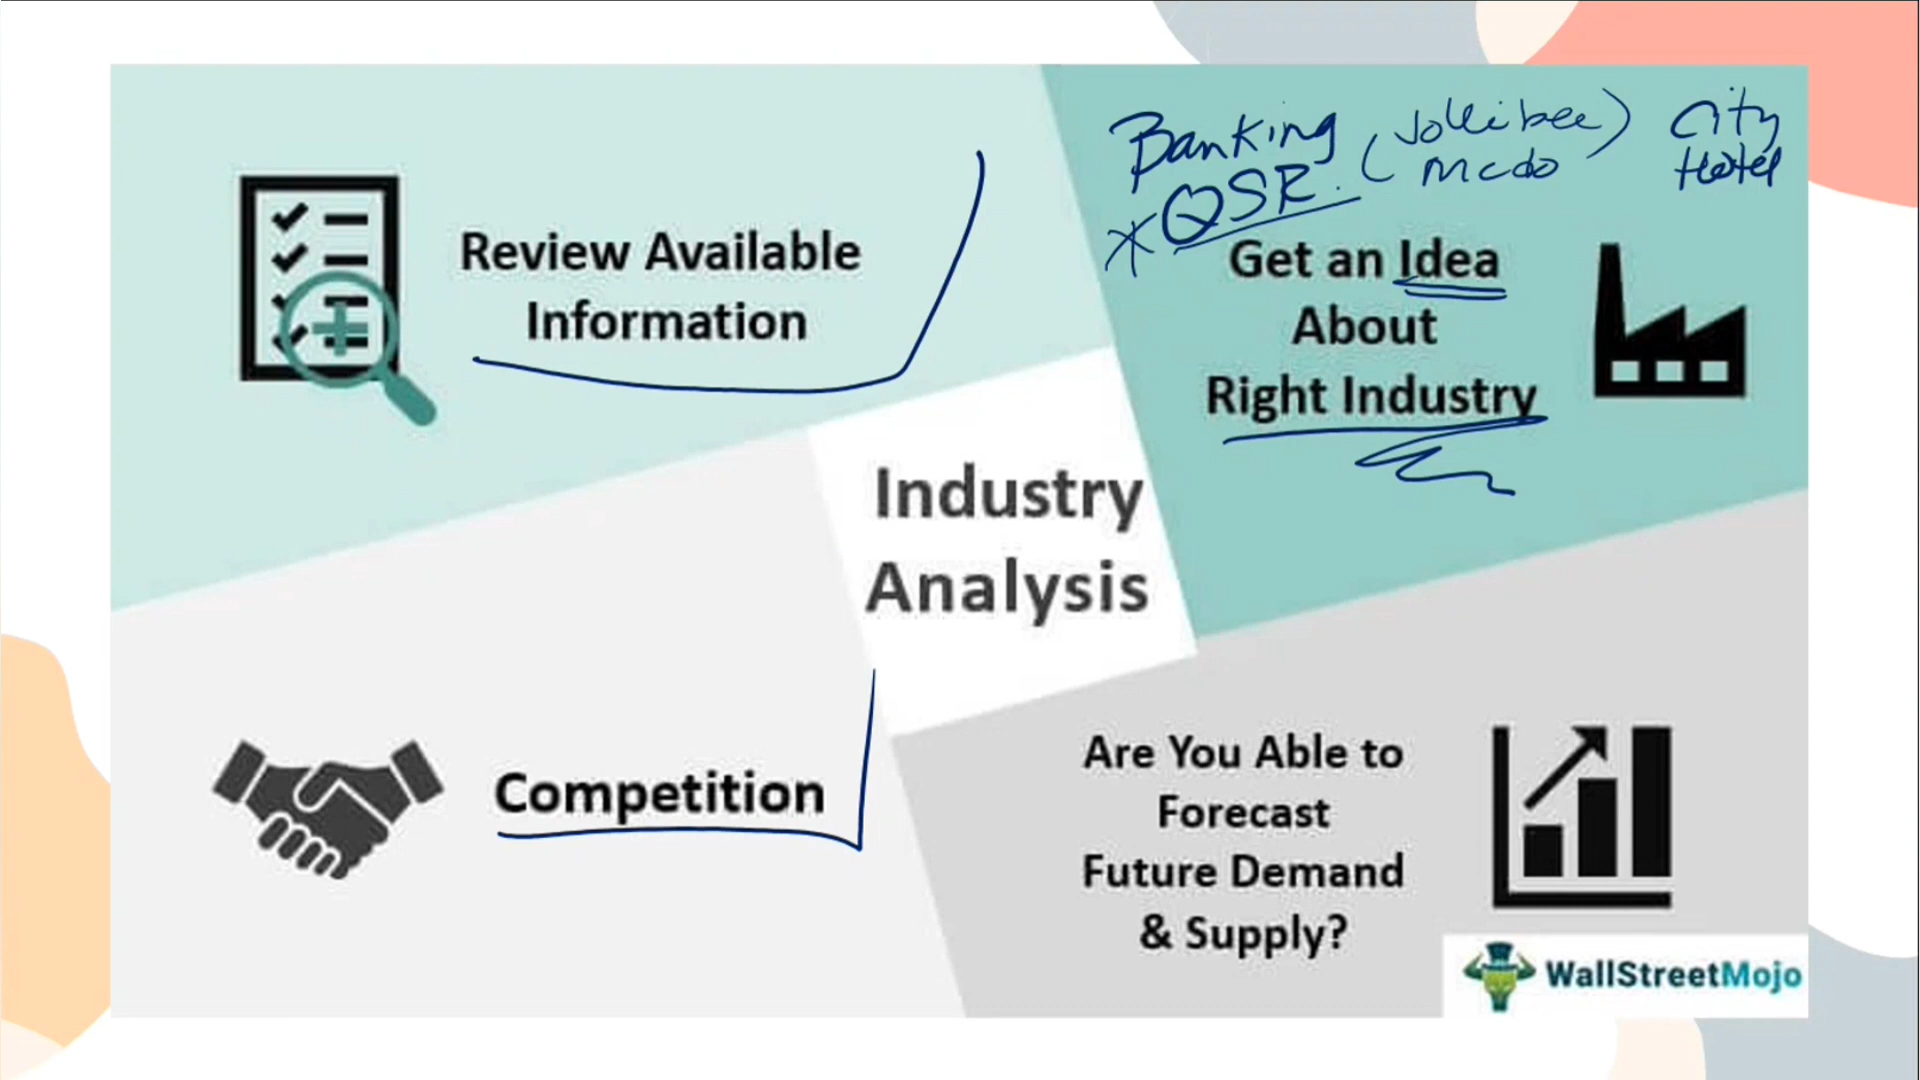 Review Available
Information
Banking (Jollibee) City
*QSR. Mcdo Hotel
Get an Idea
About
Right Industry
Industry
Analysis
Competition
Are You Able to
Forecast
Future Demand
& Supply?
WallStreetMojo